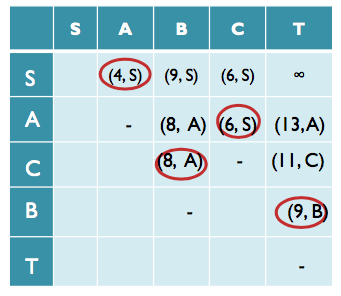 S A B C T
S (4, S) (9, S) (6, S) ∞
A - (8, A) (6, S) (13,A)
C (8, A) - (11, C)
B - (9, B)
T -